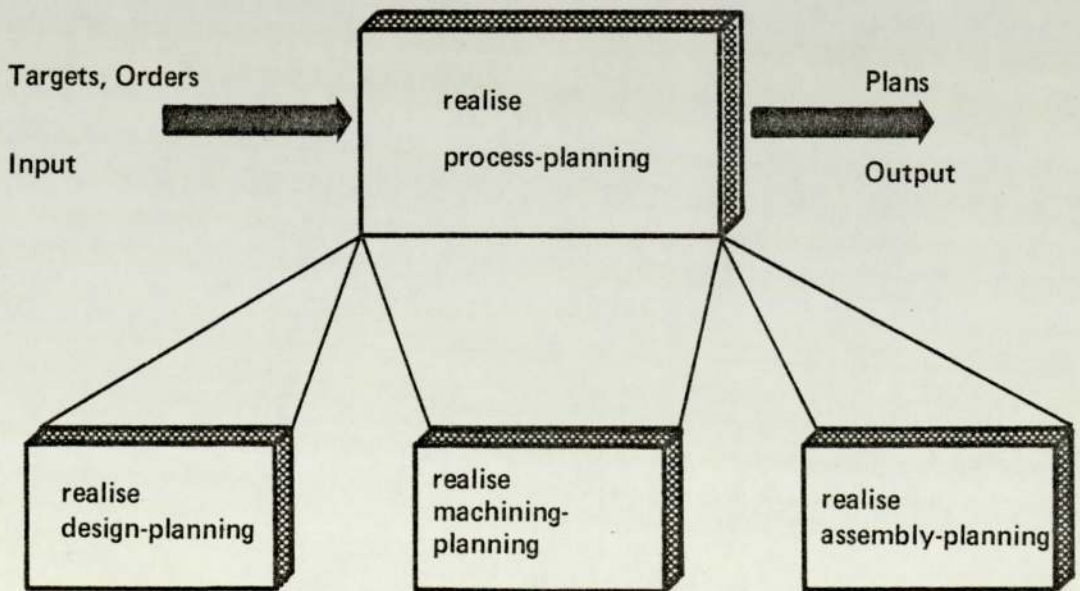 Targets, Orders
Input
realise
process-planning
Plans
Output
realise
design-planning
realise
machining-
planning
realise
assembly-planning